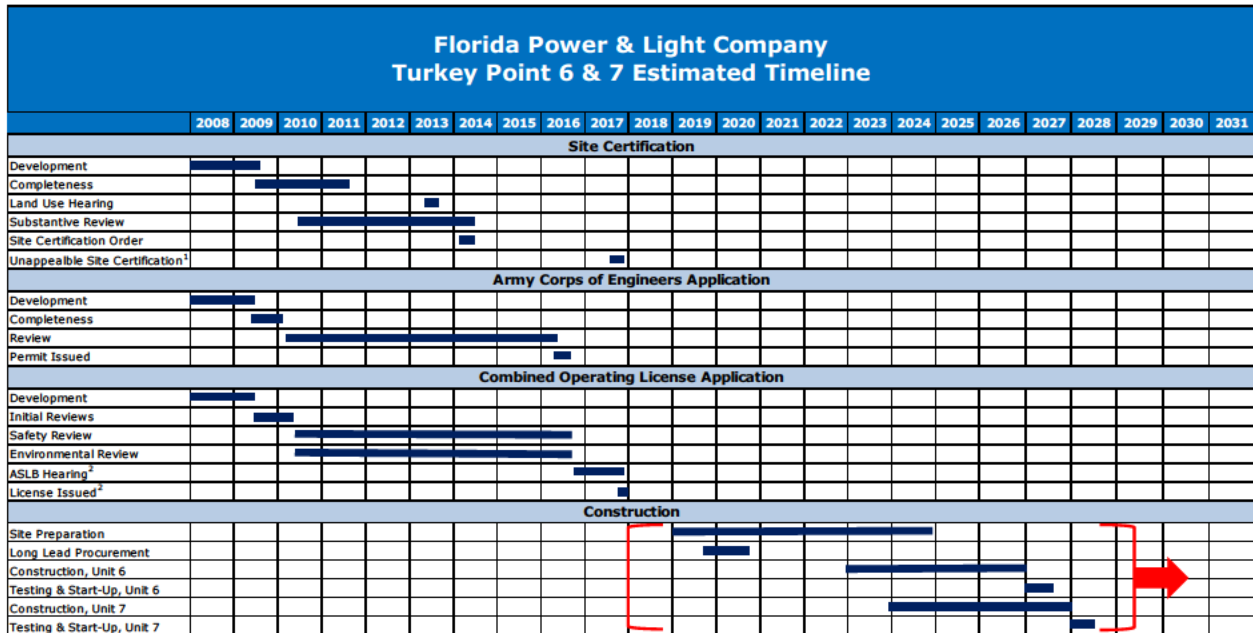 Florida Power & Light Company
Turkey Point 6 & 7 Estimated Timeline
2008 2009 2010 2011 2012 2013 2014 2015 2016 2017 2018 2019 2020 2021 2022 2023 2024 2025 2026 2027 2028 2029 2030 2031
Site Certification
Development
Completeness
Land Use Hearing
Substantive Review
Site Certification Order
Unappealble Site Certification¹
Army Corps of Engineers Application
Development
Completeness
Review
Permit Issued
Combined Operating License Application
Development
Initial Reviews
Safety Review
Environmental Review
ASLB Hearing²
License Issued²
Construction
Site Preparation
Long Lead Procurement
Construction, Unit 6
Testing & Start-Up, Unit 6
Construction, Unit 7
Testing & Start-Up, Unit 7